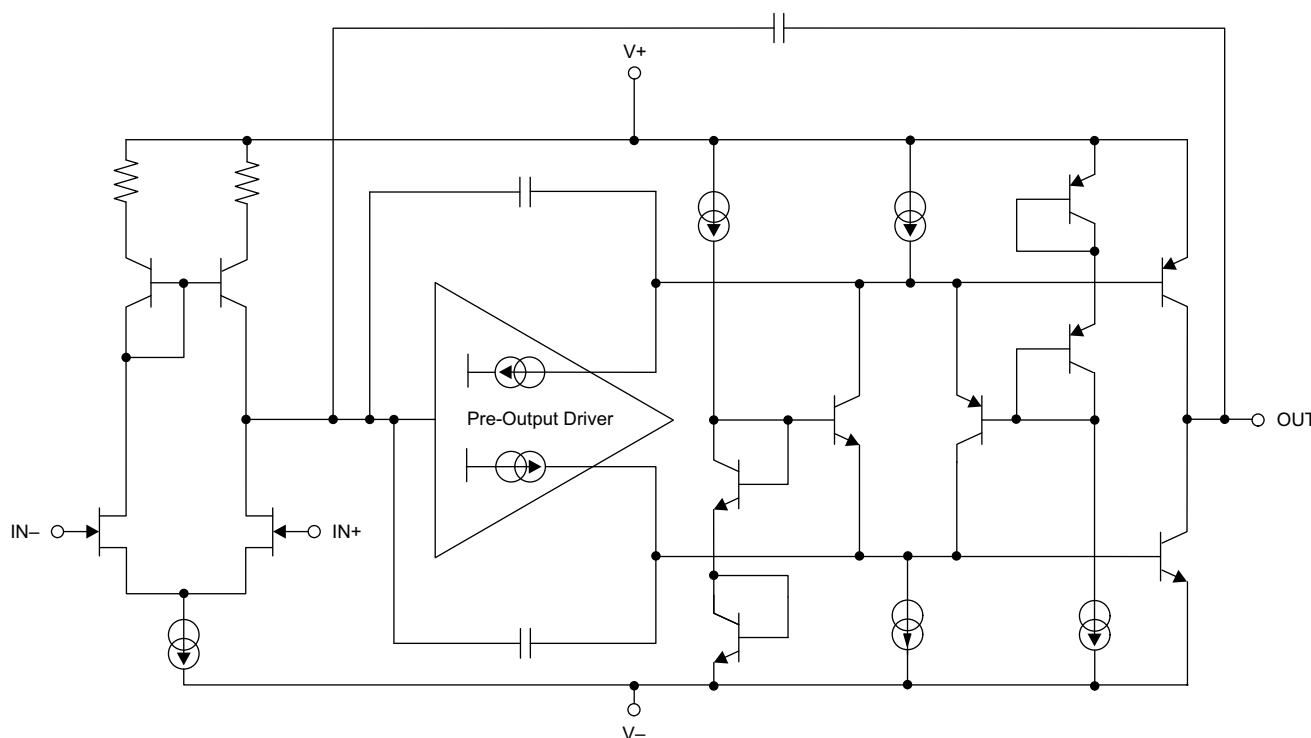 V+
Pre-Output Driver
OUT
IN–
IN+
V–